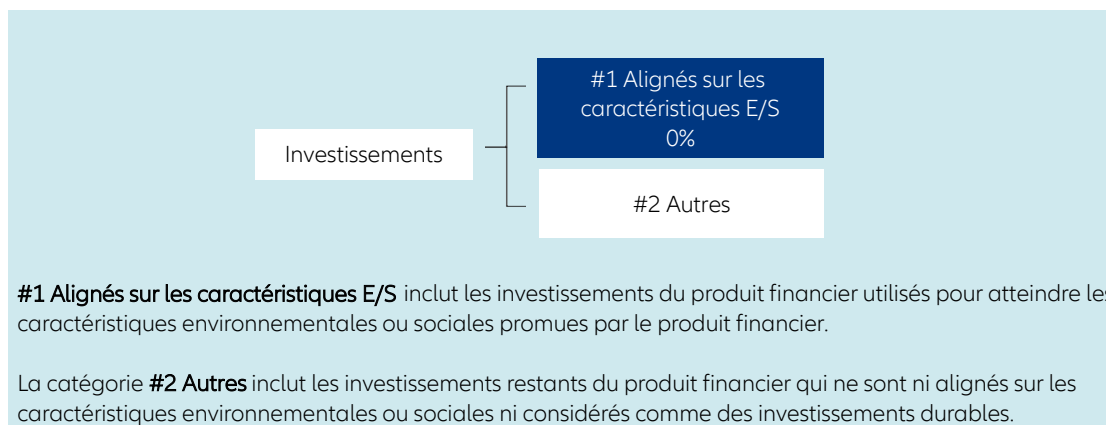 #1 Alignés sur les
caractéristiques E/S
0%
Investissements
#2 Autres
#1 Alignés sur les caractéristiques E/S inclut les investissements du produit financier utilisés pour atteindre les
caractéristiques environnementales ou sociales promues par le produit financier.
La catégorie #2 Autres inclut les investissements restants du produit financier qui ne sont ni alignés sur les
caractéristiques environnementales ou sociales ni considérés comme des investissements durables.